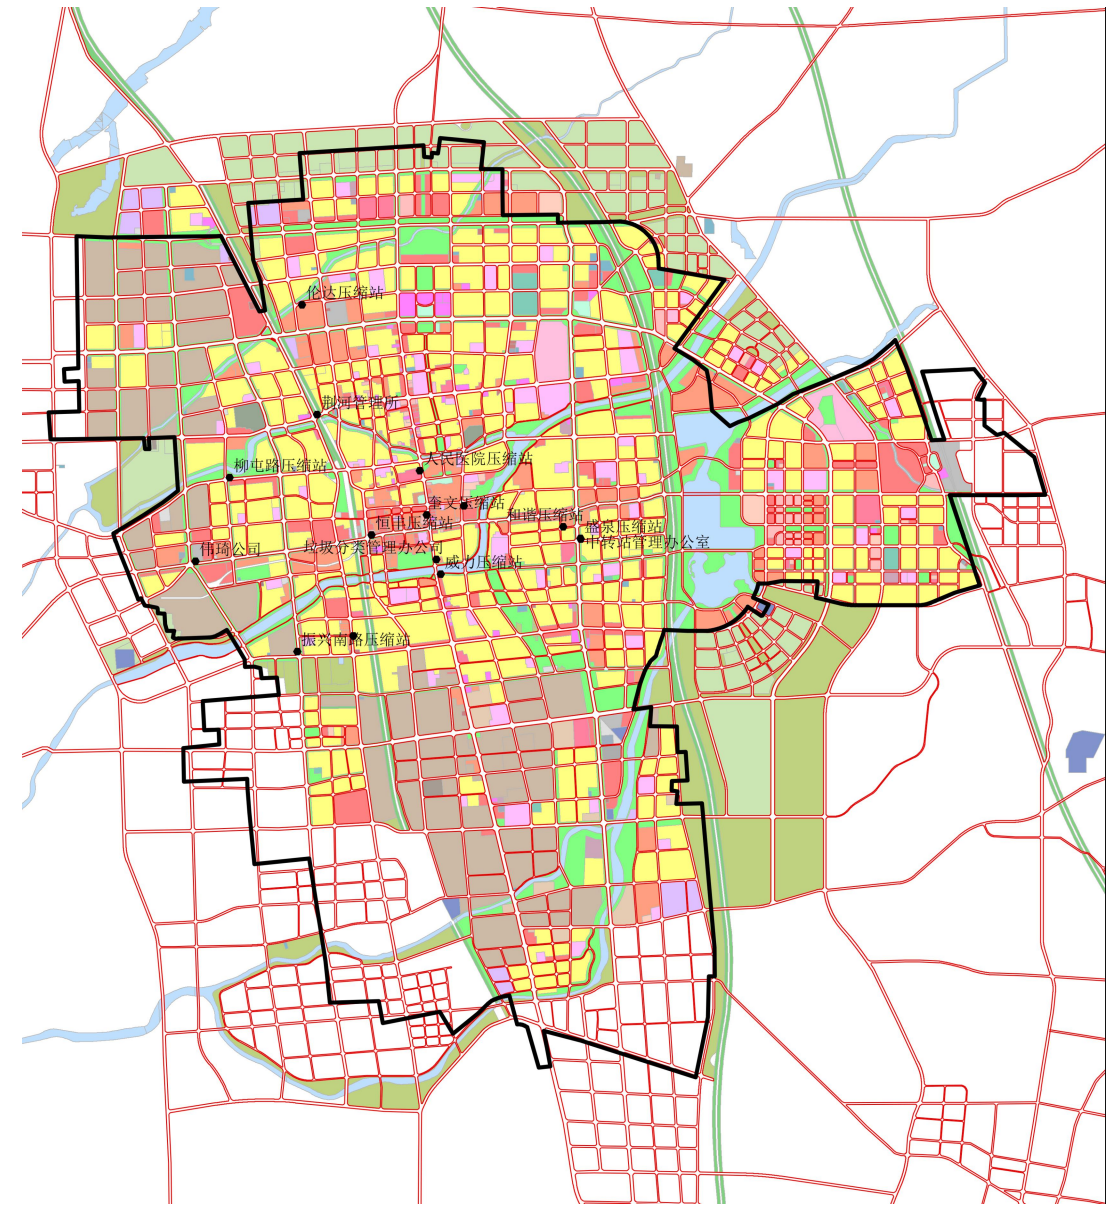 伦达压缩站
荆河管理所
人民医院压缩站
柳屯路压缩站
奎文压缩站
和谐压缩站
恒丰压缩站
盛泉压缩站
中转站管理办公室
垃圾分类管理办公司
伟琦公司
威力压缩站
振兴南路压缩站